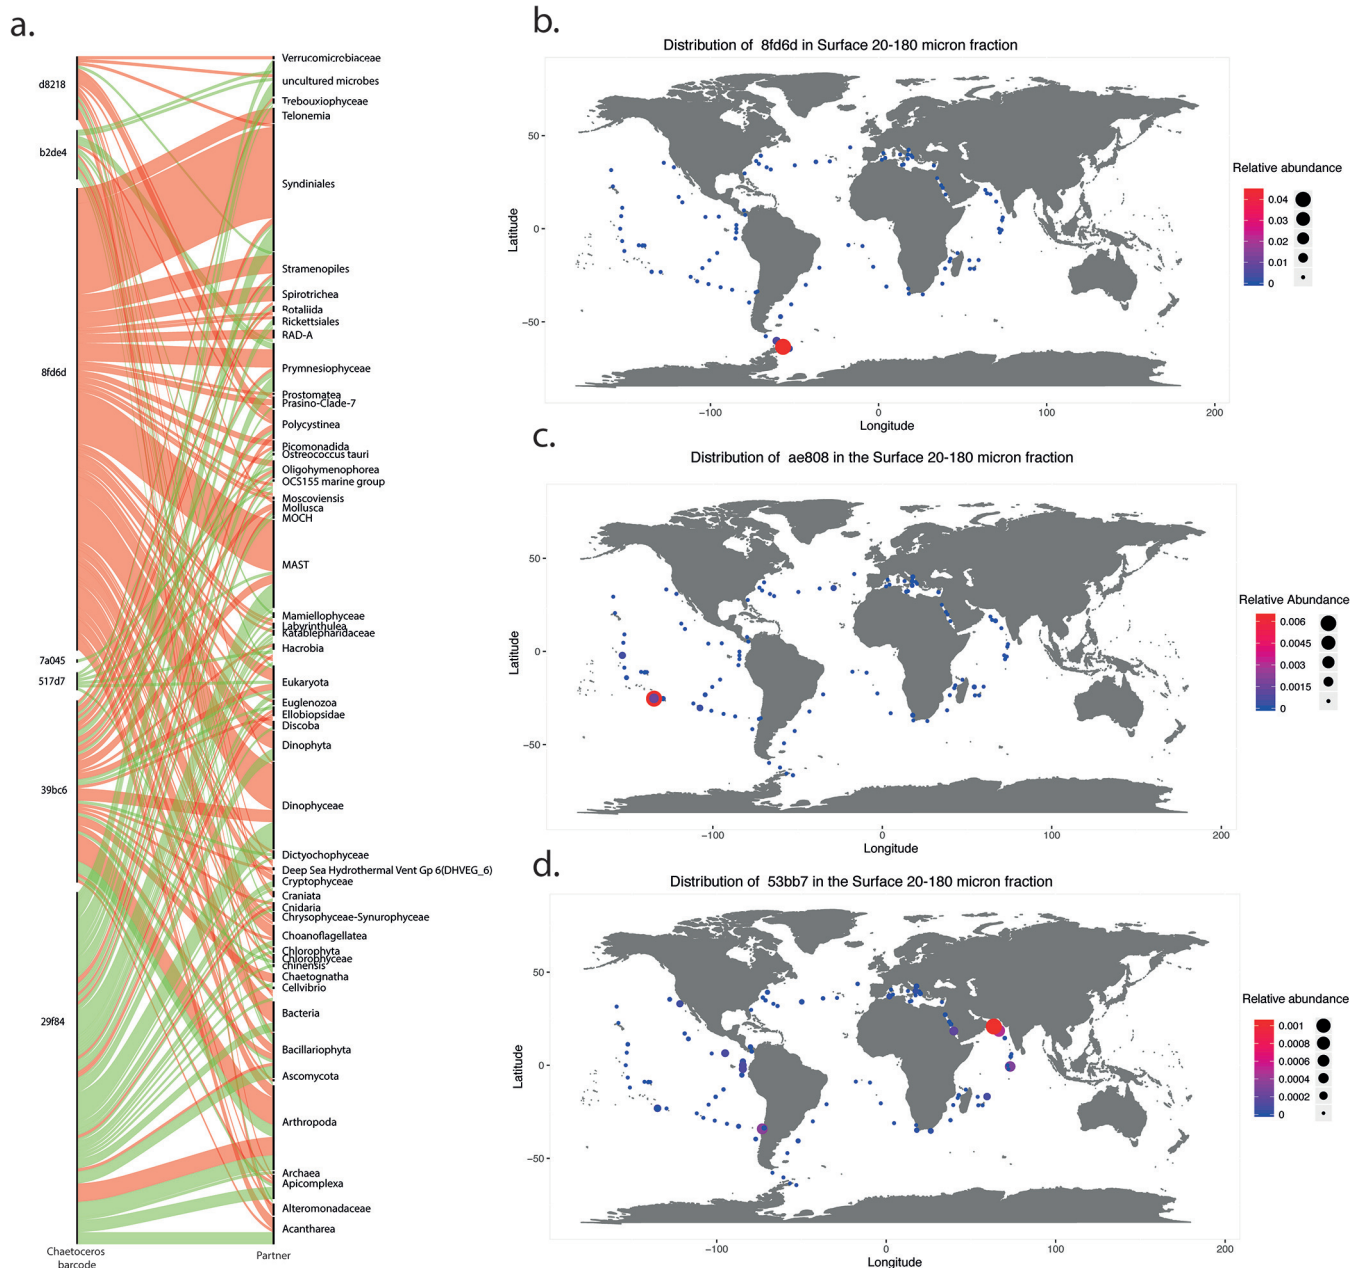 a.
d8218
b2de4
8fd6d
7a045
517d7
39bc6
29f84
Chaetoceros
barcode
Verrucomicrobiaceae
uncultured microbes
Trebouxiophyceae
Telonemia
Syndiniales
Stramenopiles
Spirotrichea
Rotaliida
Rickettsiales
RAD-A
Prymnesiophyceae
Prostomatea
Prasino-Clade-7
Polycystinea
Picomonadida
Ostreococcus tauri
Oligohymenophorea
OCS155 marine group
Moscoviensis
Mollusca
MOCH
MAST
Mamiellophyceae
Labyrinthulea
Katablepharidaceae
Hacrobia
Eukaryota
Euglenozoa
Ellobiopsidae
Discoba
Dinophyta
Dinophyceae
Dictyochophyceae
Deep Sea Hydrothermal Vent Gp 6(DHVEG_6)
Cryptophyceae
Craniata
Cnidaria
Chrysophyceae-Synurophyceae
Choanoflagellatea
Chlorophyta
Chlorophyceae
chinensis
Chaetognatha
Cellvibrio
Bacteria
Bacillariophyta
Ascomycota
Arthropoda
Archaea
Apicomplexa
Alteromonadaceae
Acantharea
Partner
b.
Distribution of 8fd6d in Surface 20-180 micron fraction
Latitude
50
0
−50
−100
0
100
200
Longitude
Relative abundance
0.04
0.03
0.02
0.01
0
c.
Distribution of ae808 in the Surface 20-180 micron fraction
Latitude
50
0
−50
−100
0
100
200
Longitude
Relative Abundance
0.006
0.0045
0.003
0.0015
0
d.
Distribution of 53bb7 in the Surface 20-180 micron fraction
Latitude
50
0
−50
−100
0
100
200
Longitude
Relative abundance
0.001
0.0008
0.0006
0.0004
0.0002
0